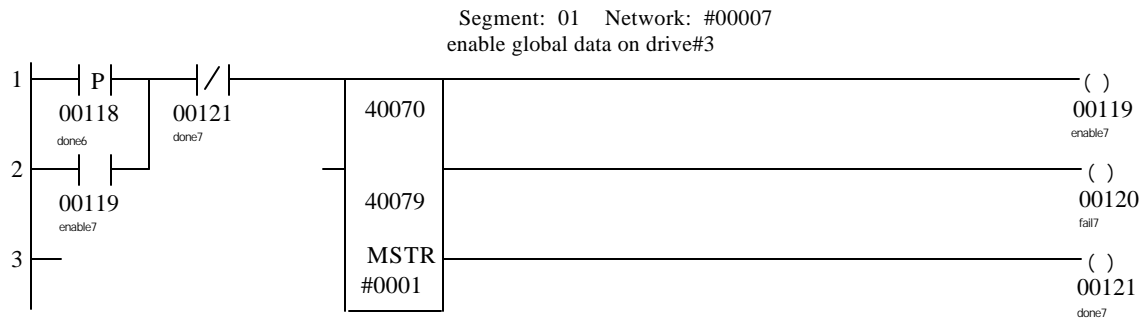 Segment: 01 Network: #00007
enable global data on drive#3
1 P ( )
00118 00121 40070 00119
done6 done7 enable7
2 ( )
00119 40079 00120
enable7 fail7
3 MSTR ( )
#0001 00121
done7